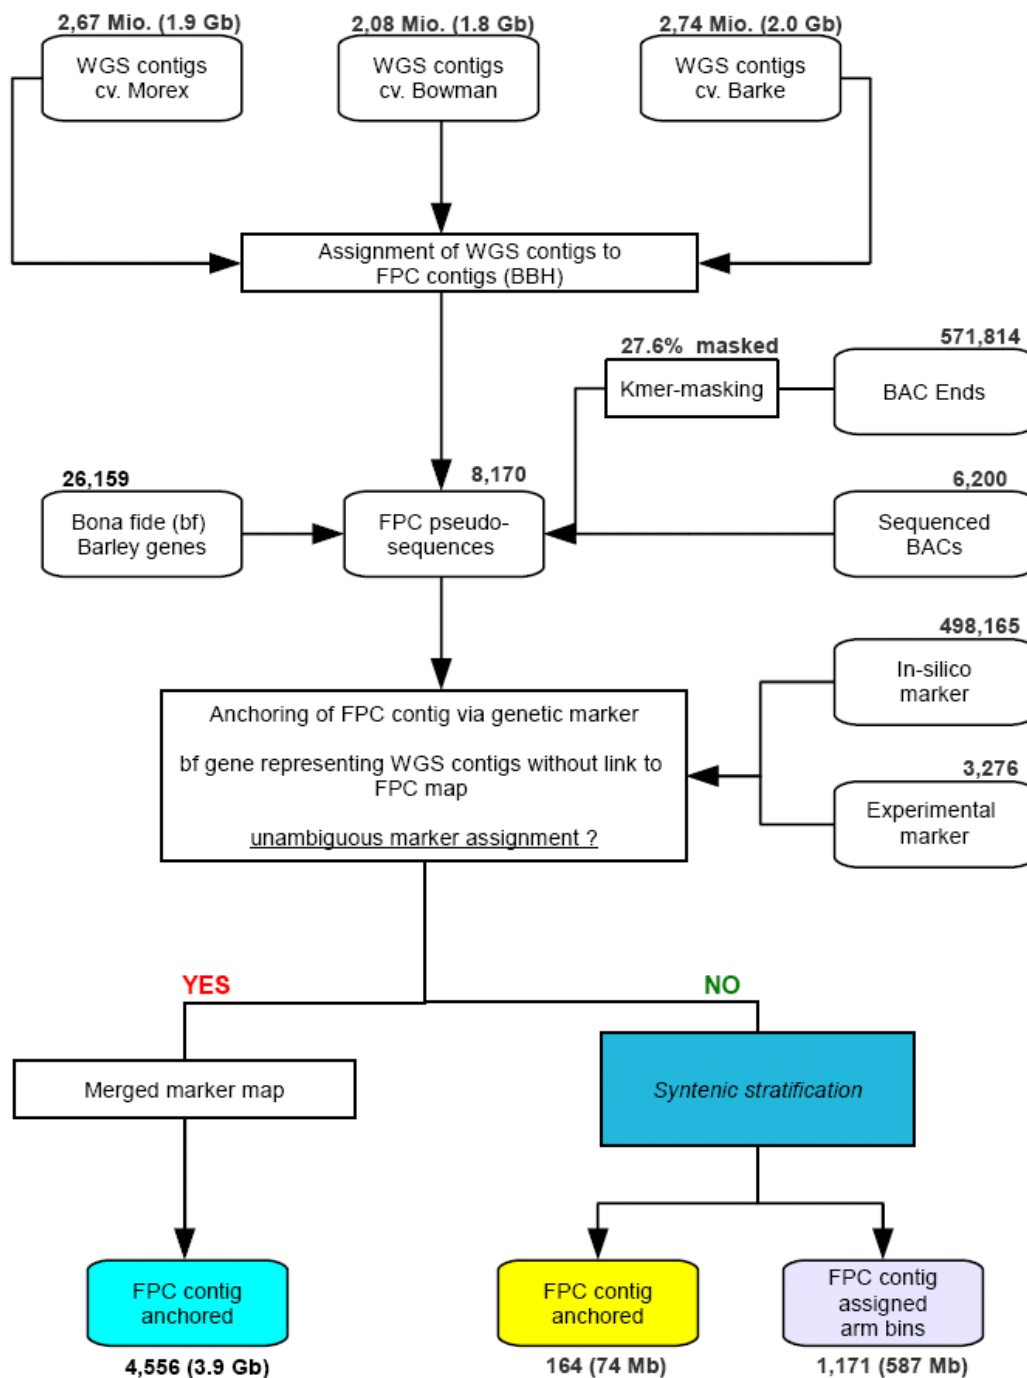 2,67 Mio. (1.9 Gb)
2,08 Mio. (1.8 Gb)
2,74 Mio. (2.0 Gb)
WGS contigs
cv. Morex
WGS contigs
cv. Bowman
WGS contigs
cv. Barke
Assignment of WGS contigs to
FPC contigs (BBH)
27.6% masked
571,814
Kmer-masking
BAC Ends
26,159
8,170
6,200
Bona fide (bf)
Barley genes
FPC pseudo-
sequences
Sequenced
BACs
498,165
In-silico
marker
Anchoring of FPC contig via genetic marker
bf gene representing WGS contigs without link to
FPC map
unambiguous marker assignment ?
3,276
Experimental
marker
YES
NO
Merged marker map
Syntenic stratification
FPC contig
anchored
FPC contig
anchored
FPC contig
assigned
arm bins
4,556 (3.9 Gb)
164 (74 Mb)
1,171 (587 Mb)